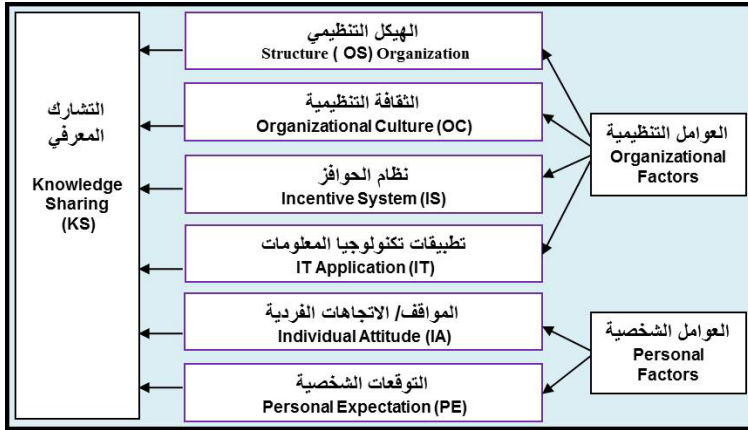 العوامل التنظيمية
Organizational
Factors
العوامل الشخصية
Personal
Factors
الهيكل التنظيمي
Structure ( OS) Organization
الثقافة التنظيمية
Organizational Culture (OC)
نظام الحوافز
Incentive System (IS)
تطبيقات تكنولوجيا المعلومات
IT Application (IT)
المواقف/ الاتجاهات الفردية
Individual Attitude (IA)
التوقعات الشخصية
Personal Expectation (PE)
التشارك
المعرفي
Knowledge
Sharing
(KS)